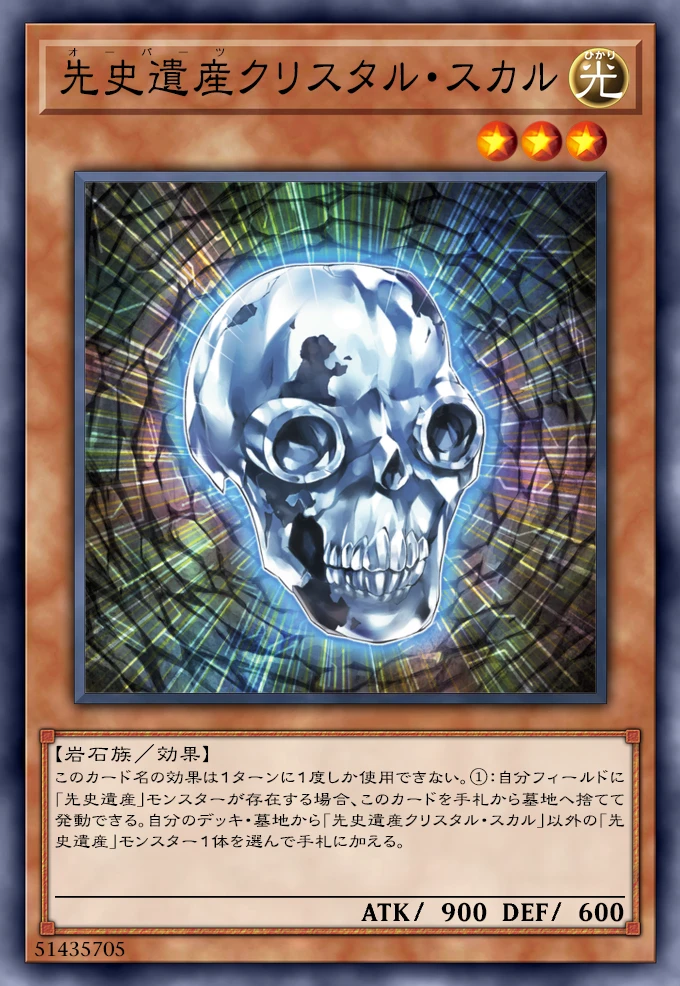 オーパーツ
先史遺産クリスタル・スカル
ひかり
光
【岩石族／効果】
このカード名の効果は1ターンに1度しか使用できない。①：自分フィールドに
「先史遺産」モンスターが存在する場合、このカードを手札から墓地へ捨てて
発動できる。自分のデッキ・墓地から「先史遺産クリスタル・スカル」以外の「先
史遺産」モンスター1体を選んで手札に加える。
ATK/ 900 DEF/ 600
51435705